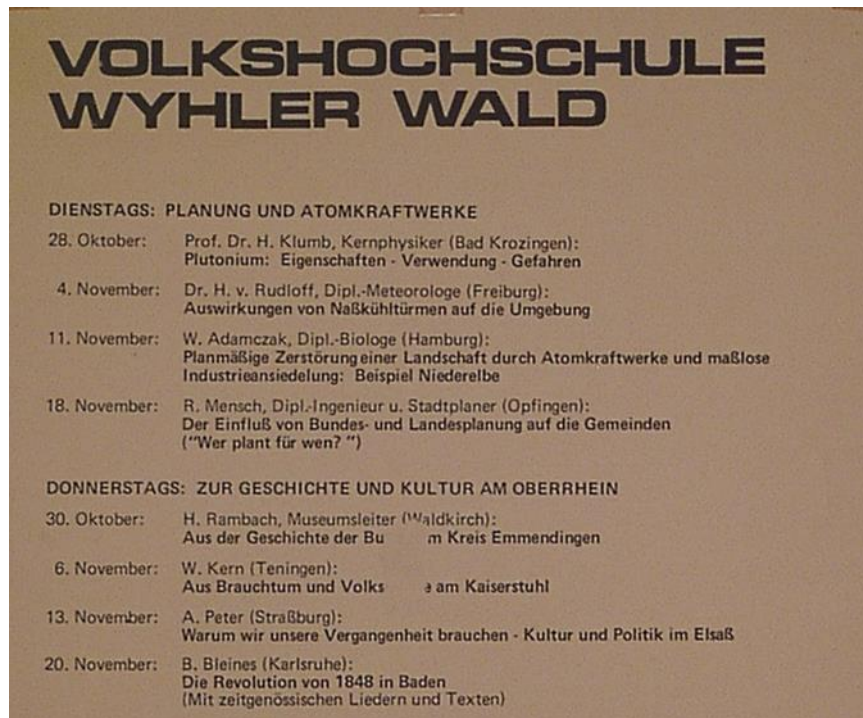 VOLKSHOCHSCHULE
WYHLER WALD
DIENSTAGS: PLANUNG UND ATOMKRAFTWERKE
28. Oktober: Prof. Dr. H. Klumb, Kernphysiker (Bad Krozingen):
Plutonium: Eigenschaften - Verwendung - Gefahren
4. November: Dr. H. v. Rudloff, Dipl.-Meteorologe (Freiburg):
Auswirkungen von Naßkühltürmen auf die Umgebung
11. November: W. Adamczak, Dipl.-Biologe (Hamburg):
Planmäßige Zerstörung einer Landschaft durch Atomkraftwerke und maßlose
Industrieansiedelung: Beispiel Niederelbe
18. November: R. Mensch, Dipl.-Ingenieur u. Stadtplaner (Opfingen):
Der Einfluß von Bundes- und Landesplanung auf die Gemeinden
("Wer plant für wen? ")
DONNERSTAGS: ZUR GESCHICHTE UND KULTUR AM OBERRHEIN
30. Oktober: H. Rambach, Museumsleiter (Waldkirch):
Aus der Geschichte der Kreis Emmendingen
6. November: W. Kern (Teningen):
Aus Brauchtum und am Kaiserstuhl
13. November: A. Peter (Straßburg):
Warum wir unsere Vergangenheit brauchen - Kultur und Politik im Elsaß
20. November: B. Bleines (Karlsruhe):
Die Revolution von 1848 in Baden
(Mit zeitgenössischen Liedern und Texten)